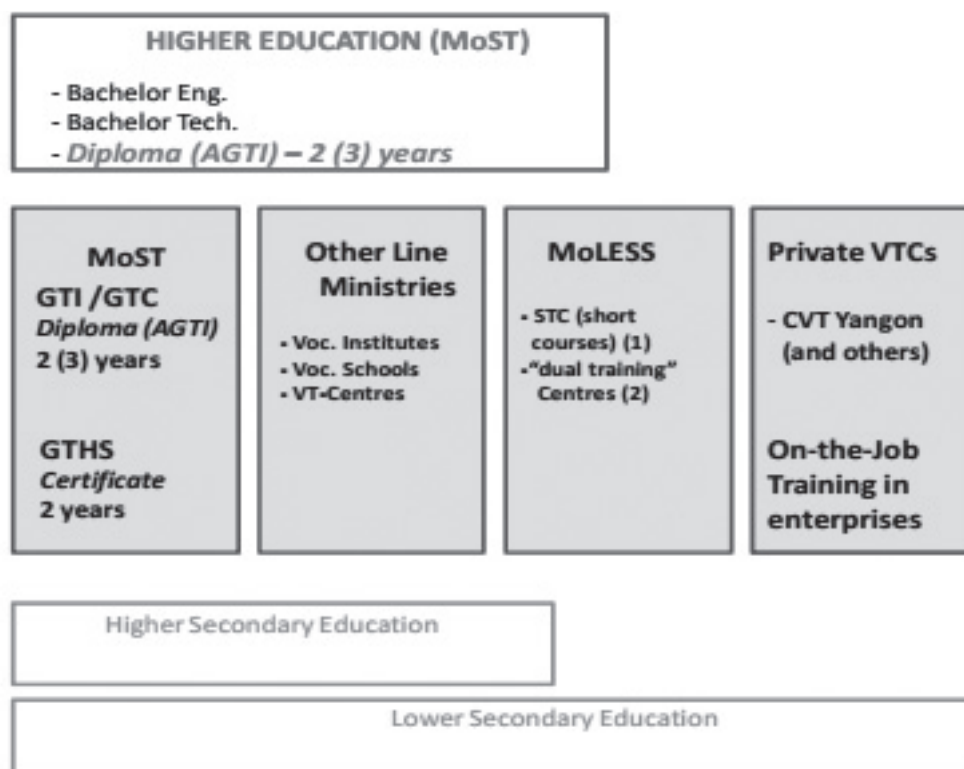 HIGHER EDUCATION (MoST)
- Bachelor Eng.
- Bachelor Tech.
- Diploma (AGTI) – 2 (3) years
MoST
GTI /GTC
Diploma (AGTI)
2 (3) years
GTHS
Certificate
2 years
Other Line
Ministries
- Voc. Institutes
- Voc. Schools
- VT-Centres
MoLESS
- STC (short
courses) (1)
-“dual training”
Centres (2)
Private VTCs
- CVT Yangon
(and others)
On-the-Job
Training in
enterprises
Higher Secondary Education
Lower Secondary Education